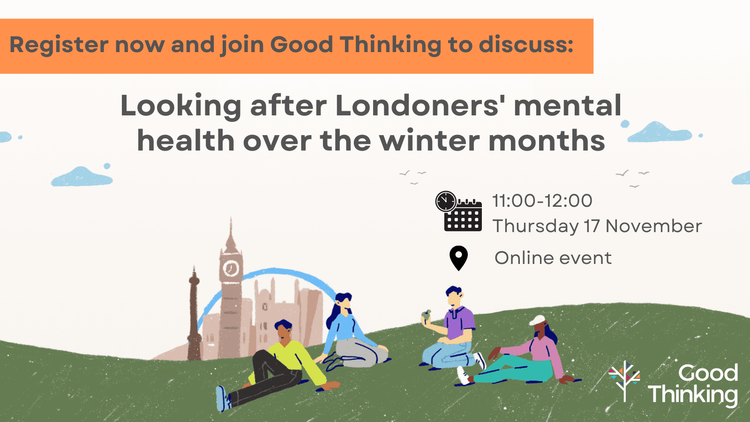 Register now and join Good Thinking to discuss:
Looking after Londoners' mental
health over the winter months
11:00-12:00
Thursday 17 November
Online event
Good
Thinking